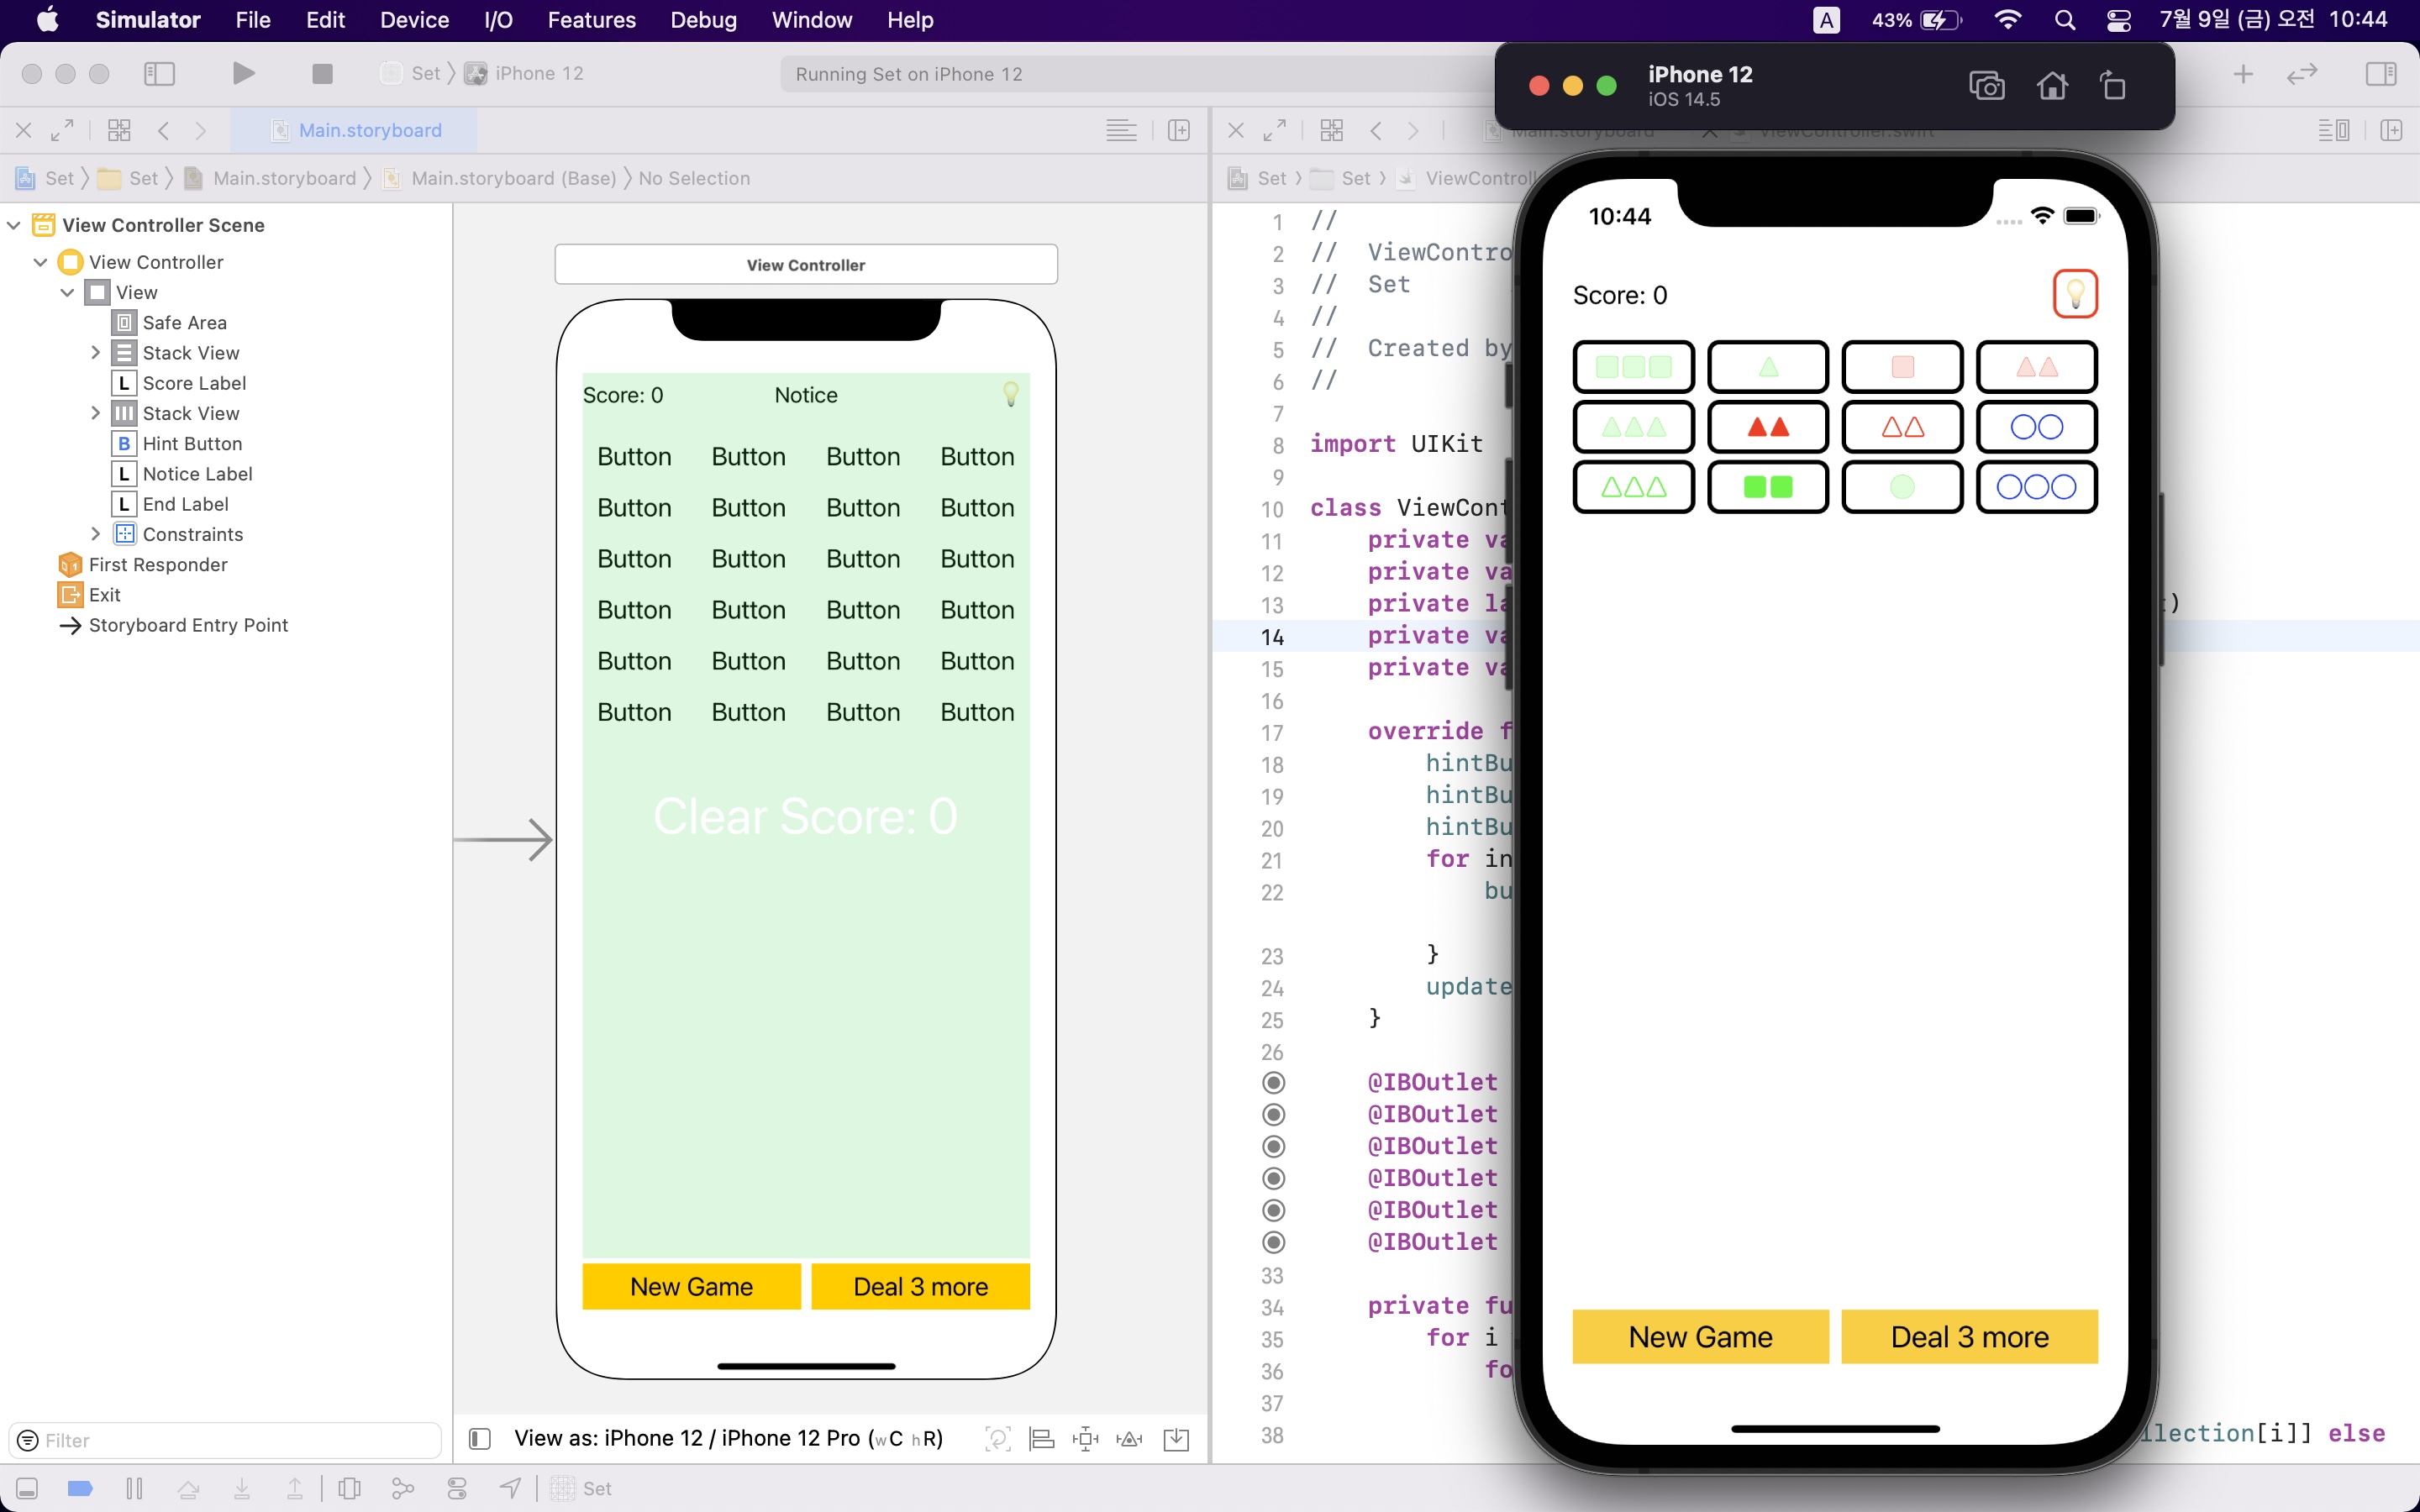 Simulator File Edit Device I/O Features Debug Window Help
A 43% 7월 9일 (금) 오전 10:44
Set iPhone 12
Running Set on iPhone 12
iPhone 12
iOS 14.5
Main.storyboard
Main.storyboard ViewController.swift
Set Set Main.storyboard Main.storyboard (Base) No Selection
Set Set
View Controller Scene
View Controller
View
Safe Area
Stack View
L Score Label
Stack View
B Hint Button
L Notice Label
L End Label
Constraints
First Responder
Exit
Storyboard Entry Point
Filter
View Controller
Score: 0 Notice
Button Button Button Button
Button Button Button Button
Button Button Button Button
Button Button Button Button
Button Button Button Button
Button Button Button Button
Clear Score: 0
New Game Deal 3 more
View as: iPhone 12 / iPhone 12 Pro (wC hR)
Set
1 //
2 // ViewContro
3 // Set
4 //
5 // Created by
6 //
7
8 import UIKit
9
10 class ViewCont
11 private va
12 private va
13 private la )
14 private va
15 private va
16
17 override f
18 hintBu
19 hintBu
20 hintBu
21 for in
22 bu
23 }
24 update
25 }
26
@IBOutlet
@IBOutlet
@IBOutlet
@IBOutlet
@IBOutlet
@IBOutlet
33
34 private fu
35 for i
36 fo
37
38 llection[i]] else
10:44
Score: 0
New Game Deal 3 more